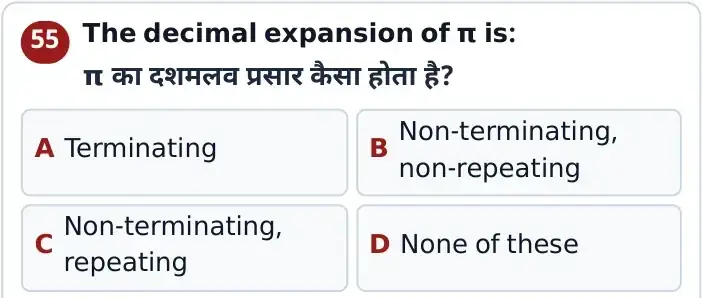 55 The decimal expansion of π is:
π का दशमलव प्रसार कैसा होता है?
A Terminating
B Non-terminating,
non-repeating
C Non-terminating,
repeating
D None of these